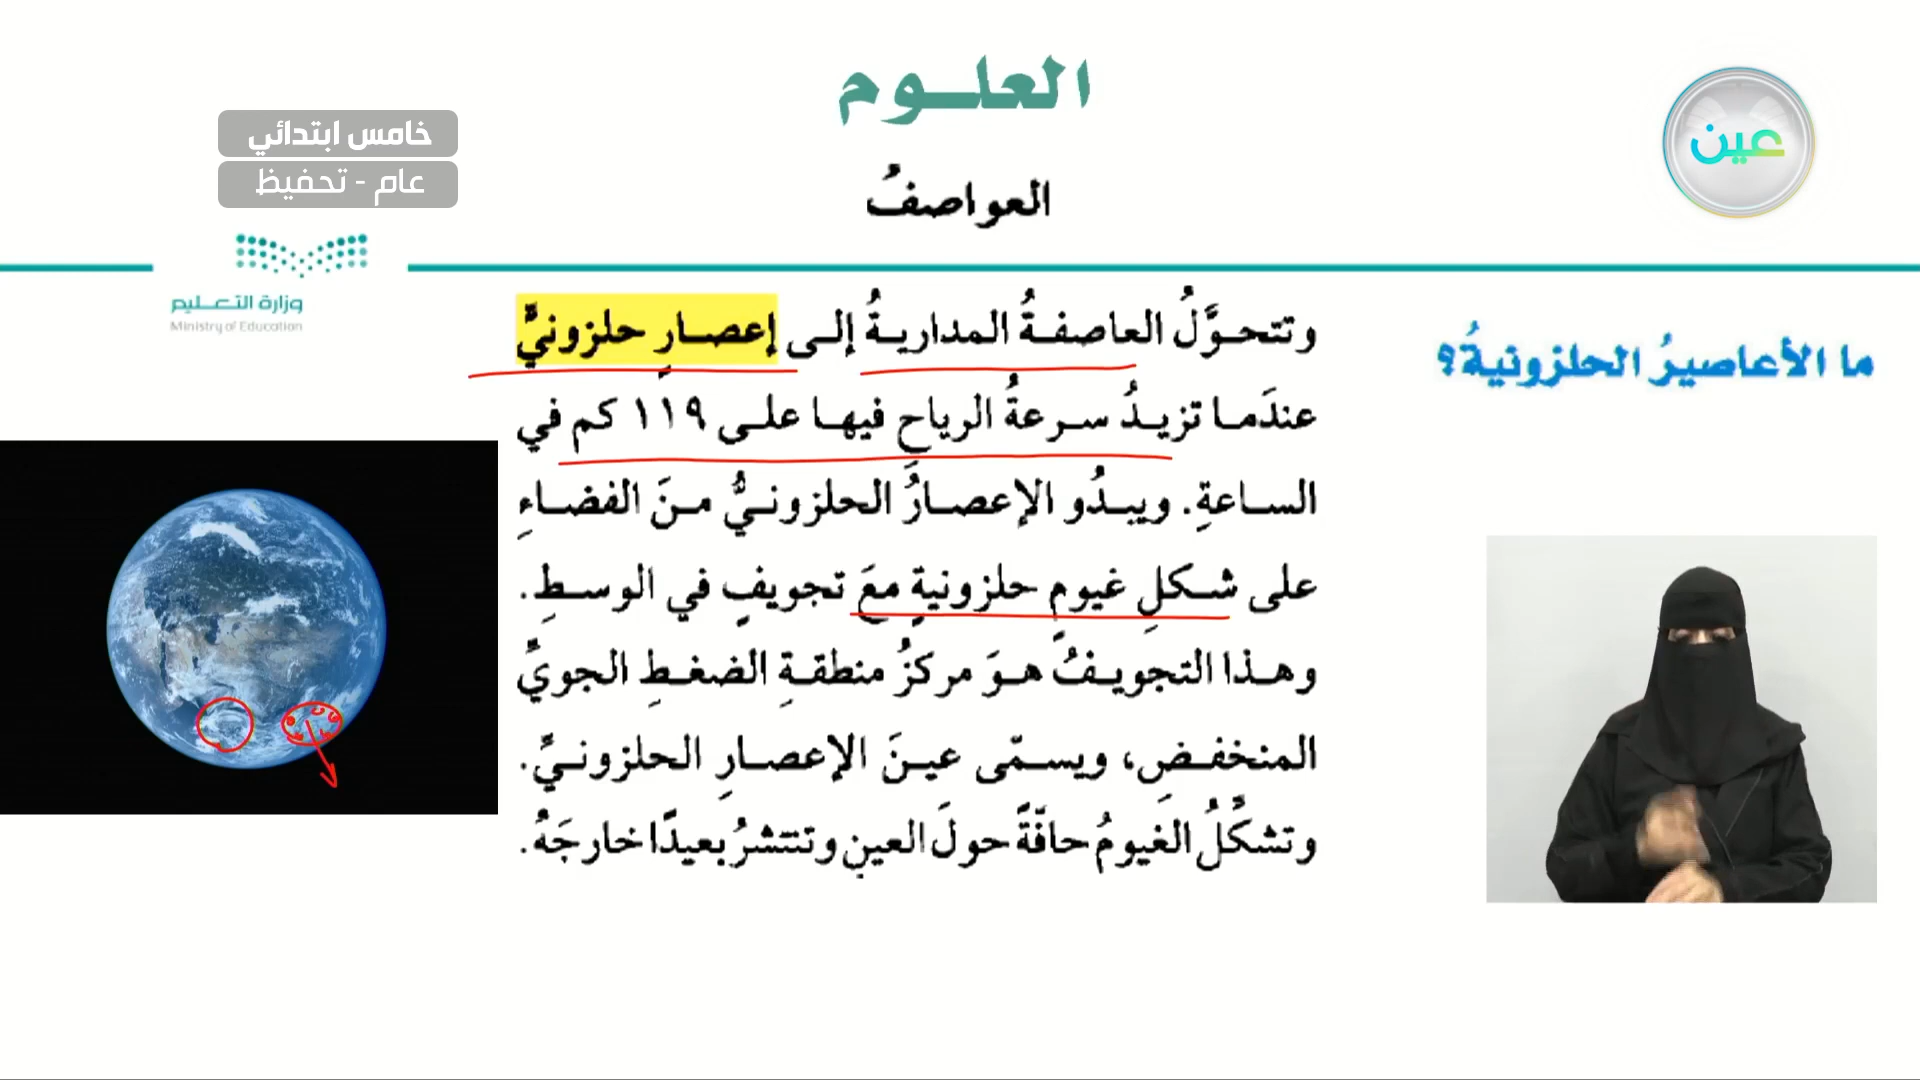 العلوم
عين
خامس ابتدائي
عام - تحفيظ
العواصفُ
وزارة التعليم
Ministry of Education
ما الأعاصيرُ الحلزونيةُ؟
وتتحوَّلُ العاصفةُ المداريةُ إلى إعصارٍ حلزونيٍّ
عندَما تزيدُ سرعةُ الرياحِ فيها على ١١٩ كم في
الساعةِ. ويبدُو الإعصارُ الحلزونيُّ منَ الفضاءِ
على شكلِ غيومٍ حلزونيةٍ معَ تجويفٍ في الوسطِ.
وهذا التجويفُ هوَ مركزُ منطقةِ الضغطِ الجويِّ
المنخفضِ، ويسمّى عينَ الإعصارِ الحلزونيِّ.
وتشكِّلُ الغيومُ حافّةً حولَ العينِ وتنتشرُ بعيدًا خارجَهُ.